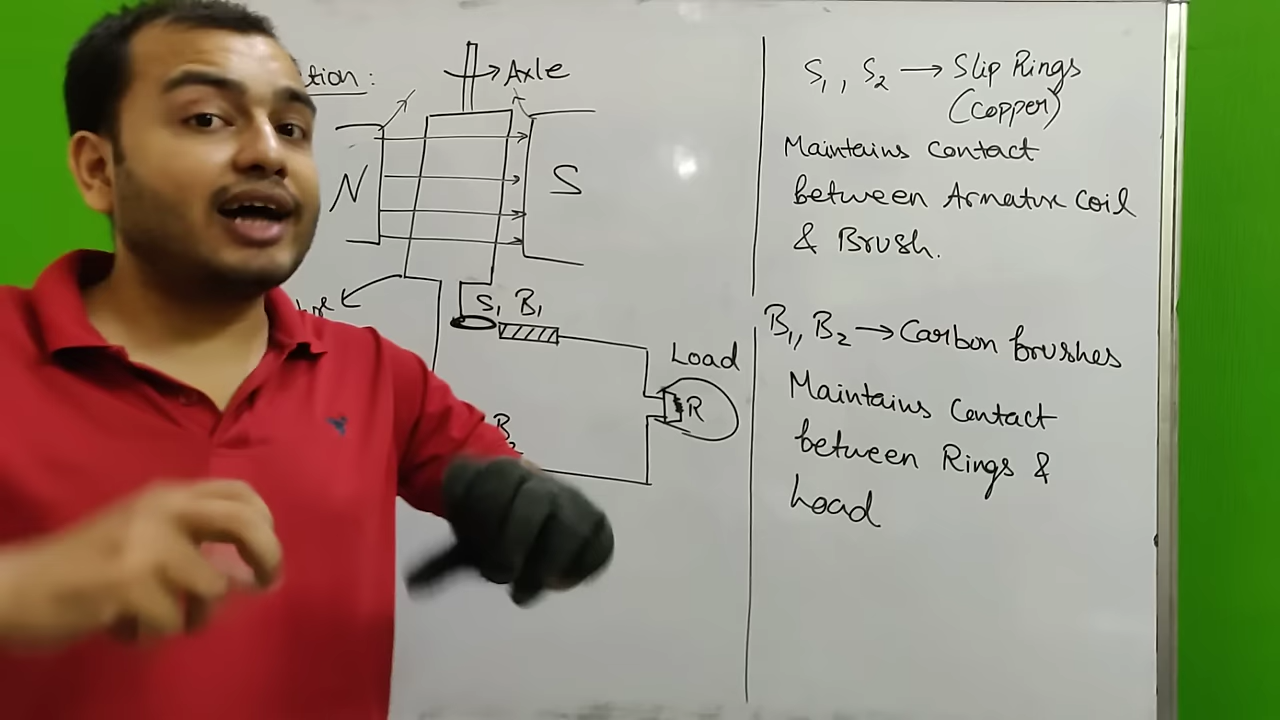 tion:
Axle
N
S
S₁ B₁
Load
R
B₂
S₁, S₂ → Slip Rings
(Copper)
Maintains Contact
between Armature Coil
& Brush.
B₁, B₂ → Carbon brushes
Maintains Contact
between Rings &
Load